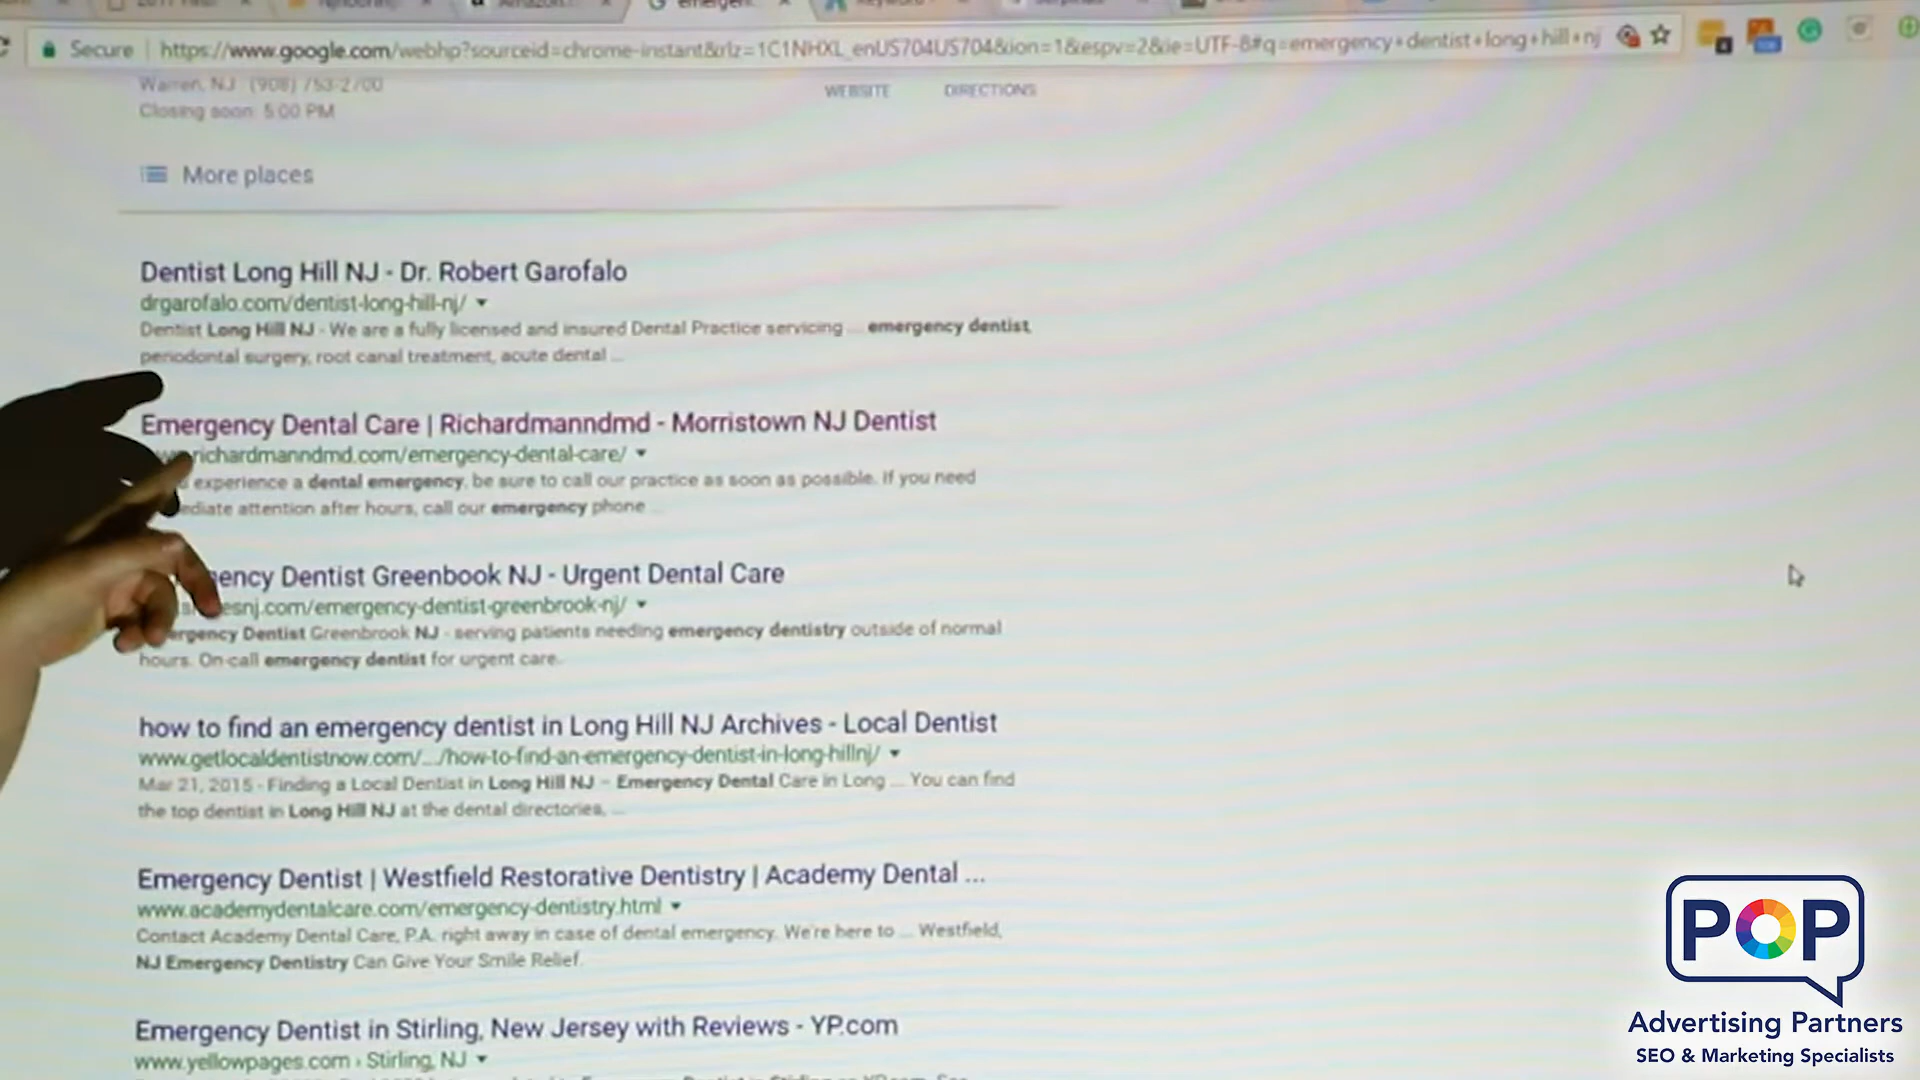 Secure https://www.google.com/webhp?sourceid=chrome-instant&rlz=1C1NHXL_enUS704US704&ion=1&espv=2&ie=UTF-8#q=emergency+dentist+long+hill+nj
Warren, NJ · (908) 753-2700
WEBSITE DIRECTIONS
Closing soon: 5:00 PM
More places
Dentist Long Hill NJ - Dr. Robert Garofalo
drgarofalo.com/dentist-long-hill-nj/
Dentist Long Hill NJ - We are a fully licensed and insured Dental Practice servicing ... emergency dentist,
periodontal surgery, root canal treatment, acute dental ...
Emergency Dental Care | Richardmanndmd - Morristown NJ Dentist
richardmanndmd.com/emergency-dental-care/
experience a dental emergency, be sure to call our practice as soon as possible. If you need
ediate attention after hours, call our emergency phone ...
ency Dentist Greenbook NJ - Urgent Dental Care
esnj.com/emergency-dentist-greenbrook-nj/
ergency Dentist Greenbrook NJ - serving patients needing emergency dentistry outside of normal
hours. On-call emergency dentist for urgent care.
how to find an emergency dentist in Long Hill NJ Archives - Local Dentist
www.getlocaldentistnow.com/.../how-to-find-an-emergency-dentist-in-long-hillnj/
Mar 21, 2015 - Finding a Local Dentist in Long Hill NJ – Emergency Dental Care in Long ... You can find
the top dentist in Long Hill NJ at the dental directories, ...
Emergency Dentist | Westfield Restorative Dentistry | Academy Dental ...
www.academydentalcare.com/emergency-dentistry.html
Contact Academy Dental Care, P.A. right away in case of dental emergency. We're here to ... Westfield,
NJ Emergency Dentistry Can Give Your Smile Relief.
Emergency Dentist in Stirling, New Jersey with Reviews - YP.com
www.yellowpages.com › Stirling, NJ
POP
Advertising Partners
SEO & Marketing Specialists